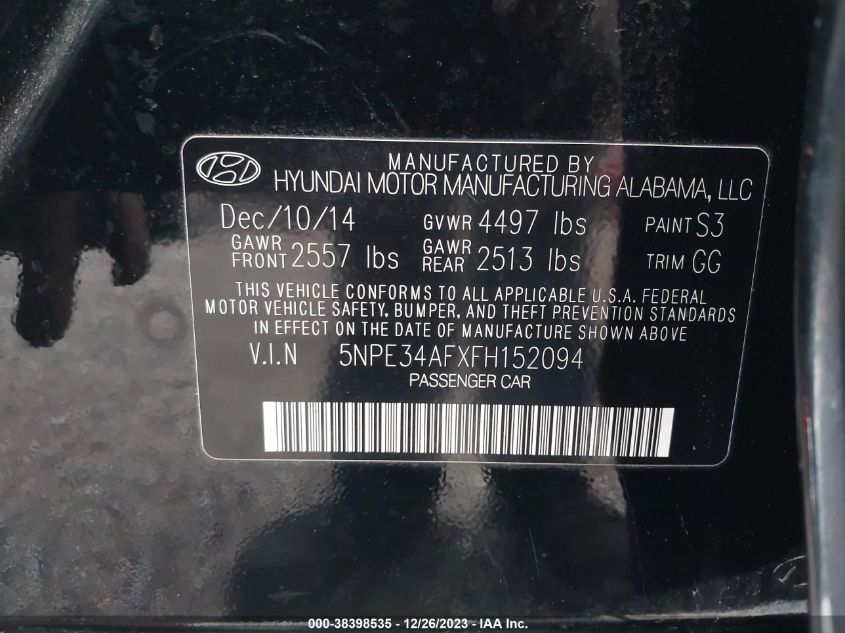 MANUFACTURED BY
HYUNDAI MOTOR MANUFACTURING ALABAMA, LLC
Dec/10/14 GVWR 4497 lbs PAINT S3
GAWR FRONT 2557 lbs GAWR REAR 2513 lbs TRIM GG
THIS VEHICLE CONFORMS TO ALL APPLICABLE U.S.A. FEDERAL
MOTOR VEHICLE SAFETY, BUMPER, AND THEFT PREVENTION STANDARDS
IN EFFECT ON THE DATE OF MANUFACTURE SHOWN ABOVE
V.I.N 5NPE34AFXFH152094
PASSENGER CAR
000-38398535 - 12/26/2023 - IAA Inc.